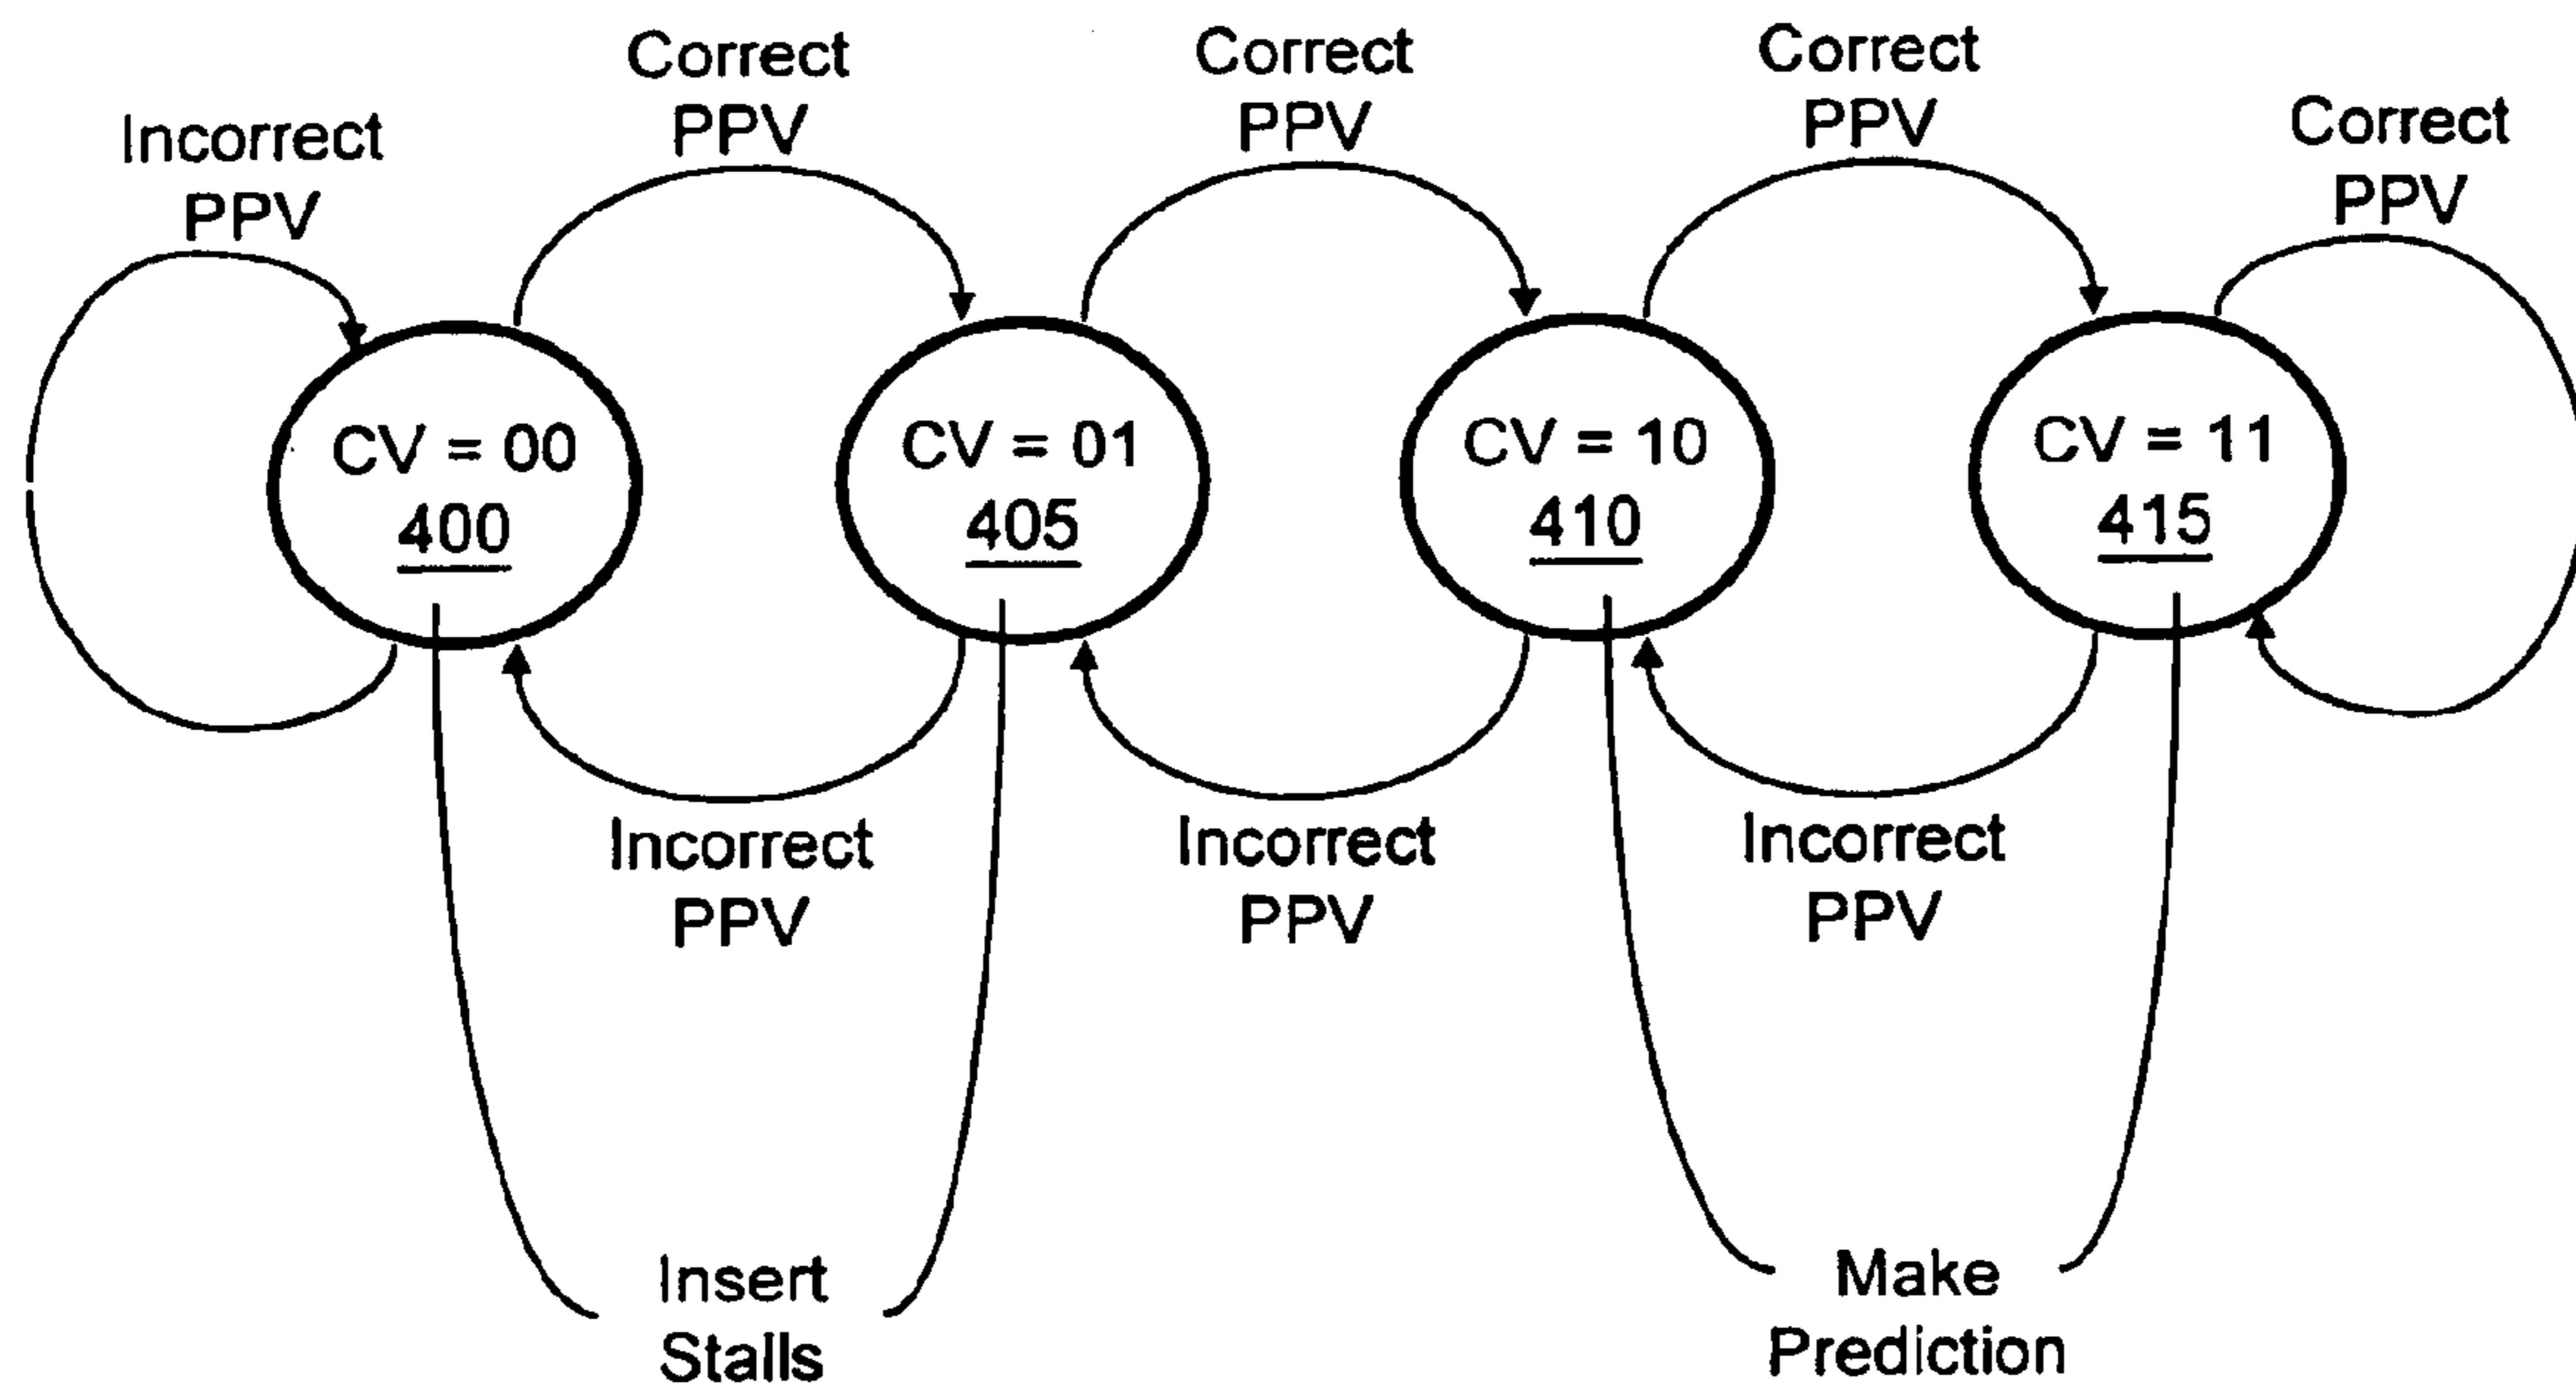 Correct
PPV
Correct
PPV
Correct
PPV
Incorrect
PPV
Correct
PPV
CV = 00
400
CV = 01
405
CV = 10
410
CV = 11
415
Incorrect
PPV
Incorrect
PPV
Incorrect
PPV
Insert
Stalls
Make
Prediction